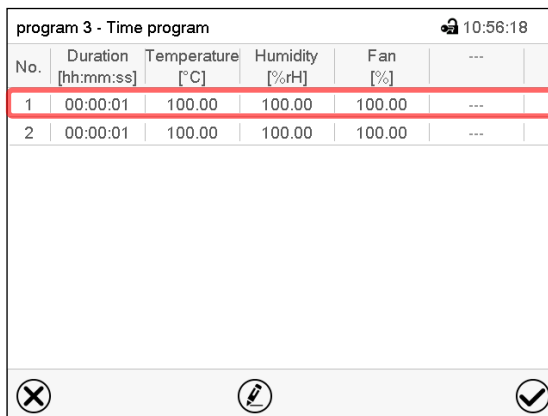 program 3 - Time program 10:56:18
No. Duration [hh:mm:ss] Temperature [°C] Humidity [%rH] Fan [%] ---
1 00:00:01 100.00 100.00 100.00 ---
2 00:00:01 100.00 100.00 100.00 ---